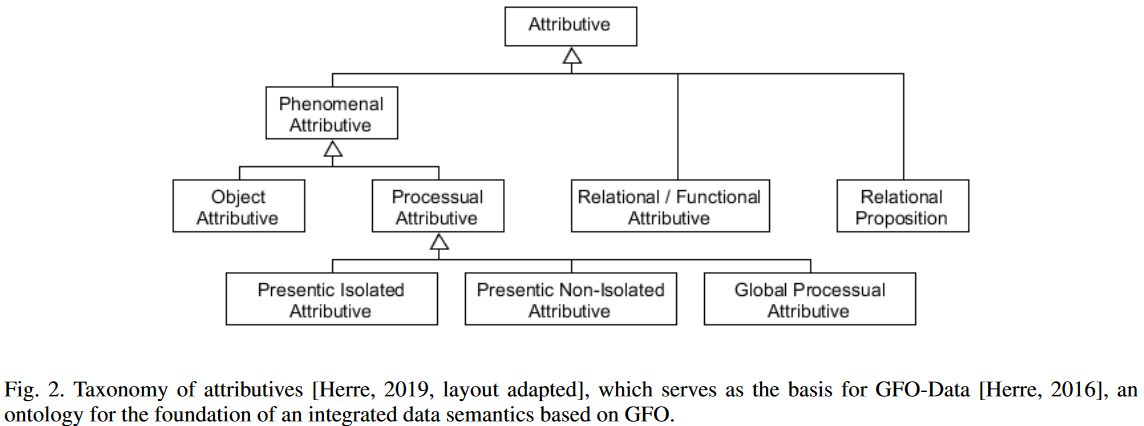 Attributive
Phenomenal
Attributive
Object
Attributive
Processual
Attributive
Relational / Functional
Attributive
Relational
Proposition
Presentic Isolated
Attributive
Presentic Non-Isolated
Attributive
Global Processual
Attributive
Fig. 2. Taxonomy of attributives [Herre, 2019, layout adapted], which serves as the basis for GFO-Data [Herre, 2016], an
ontology for the foundation of an integrated data semantics based on GFO.